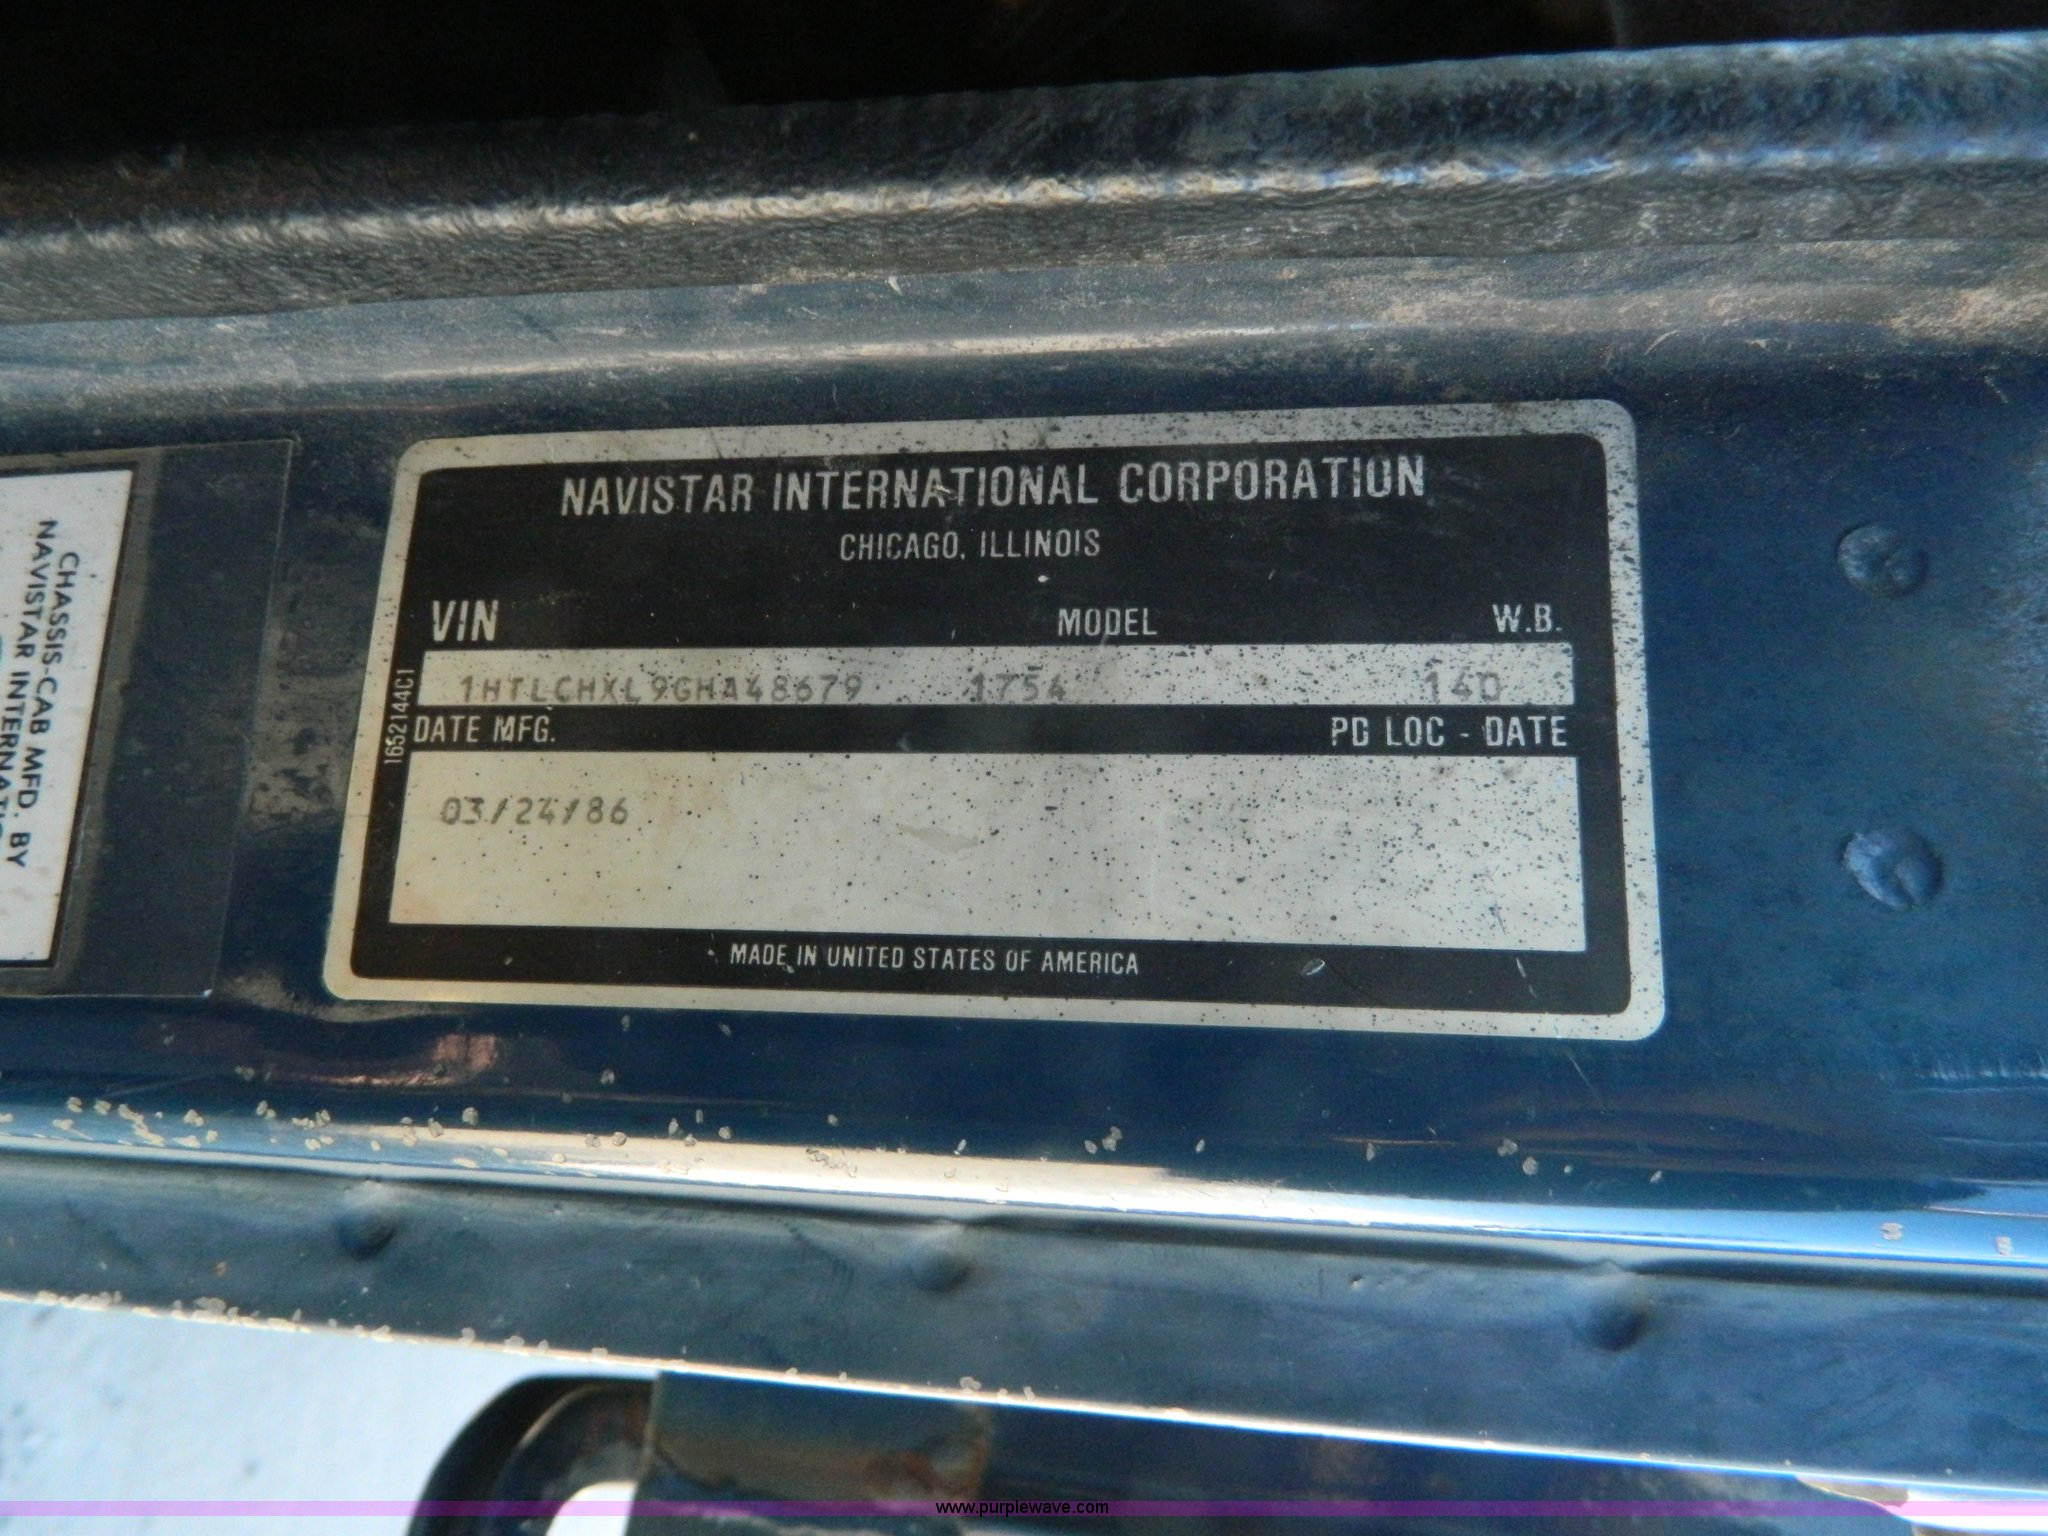 NAVISTAR INTERNATIONAL CORPORATION
CHICAGO, ILLINOIS
VIN MODEL W.B.
1HTLCHXL9GHA48679 1754 140
DATE MFG. PG LOC - DATE
03/24/86
MADE IN UNITED STATES OF AMERICA
1652144C1
CHASSIS-CAB MFD. BY
NAVISTAR INTERNATIO
www.purplewave.com